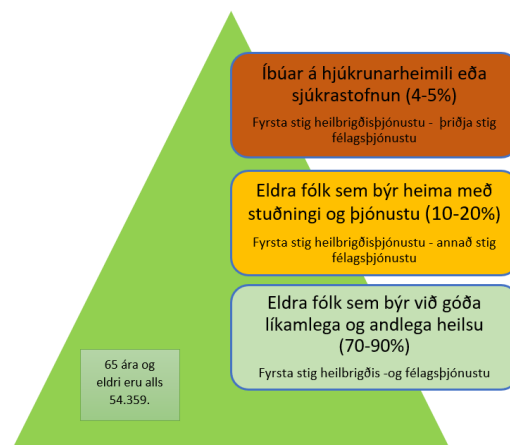 Íbúar á hjúkrunarheimili eða
sjúkrastofnun (4-5%)
Fyrsta stig heilbrigðisþjónustu - þriðja stig
félagsþjónustu
Eldra fólk sem býr heima með
stuðningi og þjónustu (10-20%)
Fyrsta stig heilbrigðisþjónustu - annað stig
félagsþjónustu
Eldra fólk sem býr við góða
líkamlega og andlega heilsu
(70-90%)
Fyrsta stig heilbrigðis -og félagsþjónustu
65 ára og
eldri eru alls
54.359.